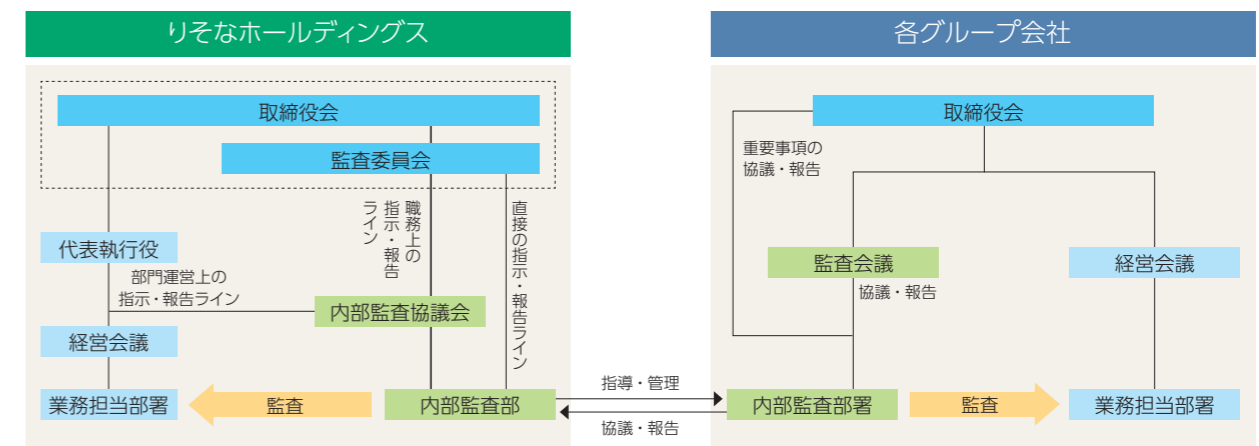 りそなホールディングス
取締役会
監査委員会
職務上の
指示・報告
ライン
直接の指示・報告ライン
代表執行役
部門運営上の
指示・報告ライン
内部監査協議会
経営会議
業務担当部署
監査
内部監査部
指導・管理
協議・報告
各グループ会社
取締役会
重要事項の
協議・報告
監査会議
協議・報告
経営会議
内部監査部署
監査
業務担当部署